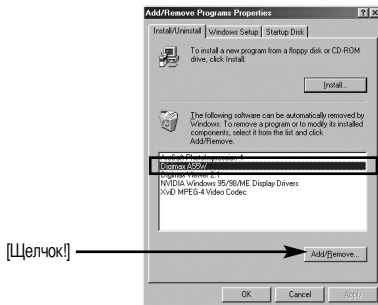 Add/Remove Programs Properties
Install/Uninstall Windows Setup Startup Disk
To install a new program from a floppy disk or CD-ROM
drive, click Install.
Install...
The following software can be automatically removed by
Windows. To remove a program or to modify its installed
components, select it from the list and click
Add/Remove.
Digimax A55W
Digimax Viewer 2.1
NVIDIA Windows 95/98/ME Display Drivers
XviD MPEG-4 Video Codec
[Щелчок!]
Add/Remove...
OK Cancel Apply